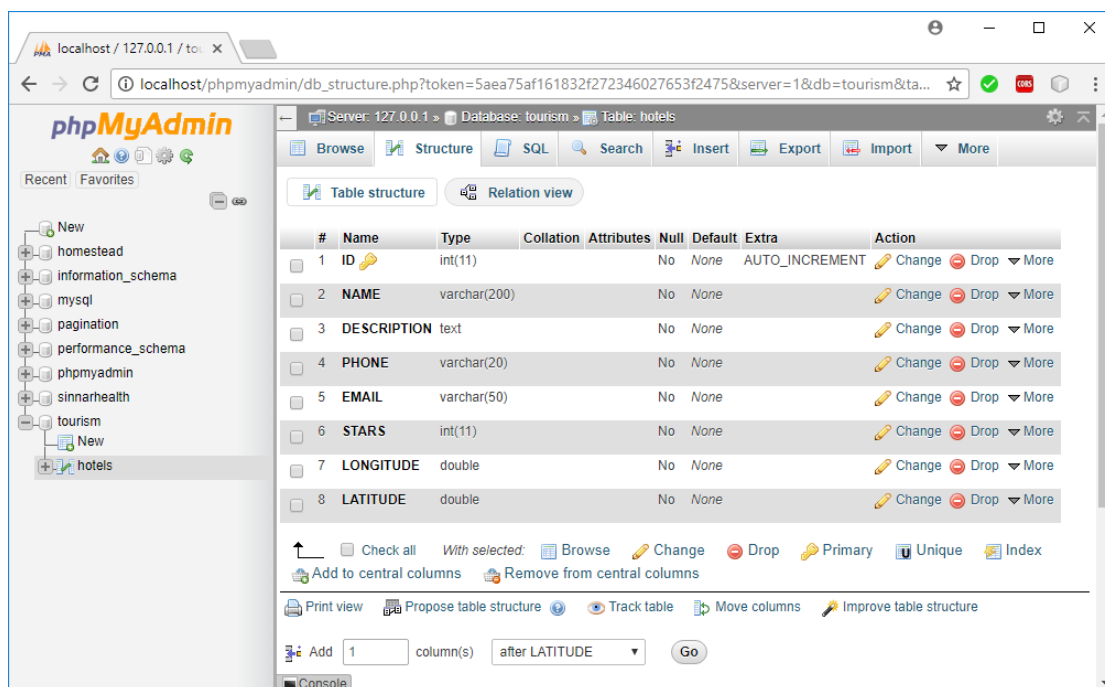 localhost / 127.0.0.1 / tou
localhost/phpmyadmin/db_structure.php?token=5aea75af161832f272346027653f2475&server=1&db=tourism&ta...
CORS
phpMyAdmin
Recent Favorites
New
homestead
information_schema
mysql
pagination
performance_schema
phpmyadmin
sinnarhealth
tourism
New
hotels
Server: 127.0.0.1 » Database: tourism » Table: hotels
Browse Structure SQL Search Insert Export Import More
Table structure Relation view
# Name Type Collation Attributes Null Default Extra Action
1 ID int(11) No None AUTO_INCREMENT Change Drop More
2 NAME varchar(200) No None Change Drop More
3 DESCRIPTION text No None Change Drop More
4 PHONE varchar(20) No None Change Drop More
5 EMAIL varchar(50) No None Change Drop More
6 STARS int(11) No None Change Drop More
7 LONGITUDE double No None Change Drop More
8 LATITUDE double No None Change Drop More
Check all With selected: Browse Change Drop Primary Unique Index
Add to central columns Remove from central columns
Print view Propose table structure Track table Move columns Improve table structure
Add 1 column(s) after LATITUDE Go
Console